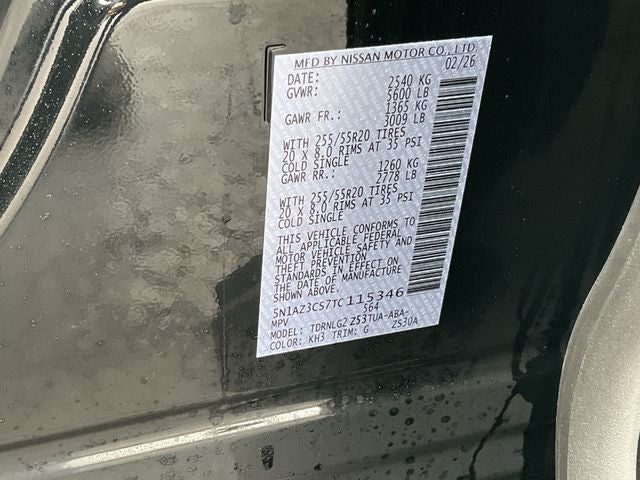 MFD BY NISSAN MOTOR CO., LTD.
DATE: 02/26
GVWR: 2540 KG
5600 LB
GAWR FR.: 1365 KG
3009 LB
WITH 255/55R20 TIRES
20 X 8.0 RIMS AT 35 PSI
COLD SINGLE
GAWR RR.: 1260 KG
2778 LB
WITH 255/55R20 TIRES
20 X 8.0 RIMS AT 35 PSI
COLD SINGLE
THIS VEHICLE CONFORMS TO
ALL APPLICABLE FEDERAL
MOTOR VEHICLE SAFETY AND
THEFT PREVENTION
STANDARDS IN EFFECT ON
THE DATE OF MANUFACTURE
SHOWN ABOVE.
5N1AZ3CS7TC115346
MPV 564
MODEL: TDRNLG2 Z53TUA-ABA-
COLOR: KH3 TRIM: G ZS30A